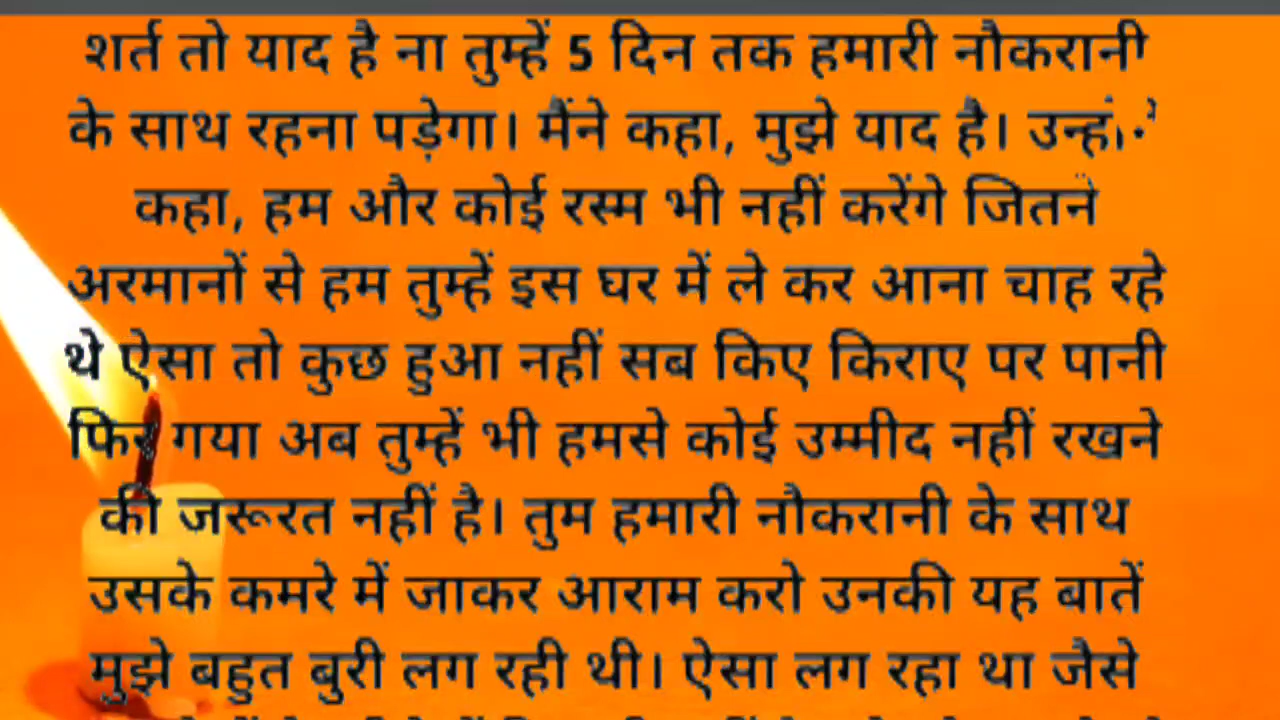 शर्त तो याद है ना तुम्हें 5 दिन तक हमारी नौकरानी
के साथ रहना पड़ेगा। मैंने कहा, मुझे याद है।
कहा, हम और कोई रस्म भी नहीं करेंगे जितने
अरमानों से हम तुम्हें इस घर में ले कर आना चाह रहे
थे ऐसा तो कुछ हुआ नहीं सब किए किराए पर पानी
फिर गया अब तुम्हें भी हमसे कोई उम्मीद नहीं रखने
की जरूरत नहीं है। तुम हमारी नौकरानी के साथ
उसके कमरे में जाकर आराम करो उनकी यह बातें
मुझे बहुत बुरी लग रही थी। ऐसा लग रहा था जैसे